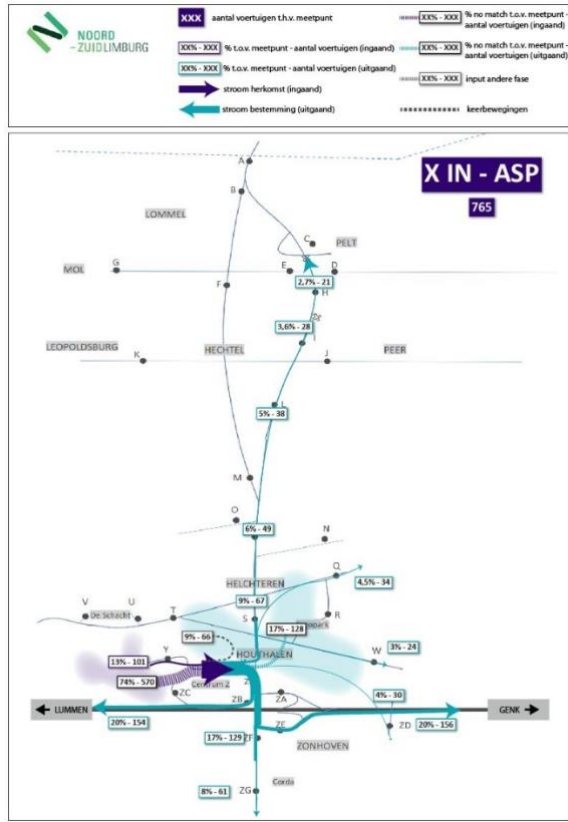 NOORD
-ZUIDLIMBURG
XXX aantal voertuigen t.h.v. meetpunt
XX% - XXX % t.o.v. meetpunt - aantal voertuigen (ingaand)
XX% - XXX % t.o.v. meetpunt - aantal voertuigen (uitgaand)
stroom herkomst (ingaand)
stroom bestemming (uitgaand)
XX% - XXX % no match t.o.v. meetpunt -
aantal voertuigen (ingaand)
XX% - XXX % no match t.o.v. meetpunt -
aantal voertuigen (uitgaand)
XX% - XXX input andere fase
keerbewegingen
X IN - ASP
765
A
B
LOMMEL
C
PELT
MOL
G
E
D
2,7% - 21
F
H
3,6% - 28
LEOPOLDSBURG
K
HECHTEL
J
PEER
L
5% - 38
M
O
6% - 49
N
HELCHTEREN
Q
4,5% - 34
9% - 67
V
U
De Schacht
T
S
R
17% - 128
9% - 66
HOUTHALEN
W
3% - 24
Y
13% - 101
74% - 570
Centrum Z
ZC
ZB
ZA
4% - 30
LUMMEN
GENK
20% - 154
ZE
ZD
20% - 156
17% - 129
ZF
ZONHOVEN
8% - 61
ZG
Corda